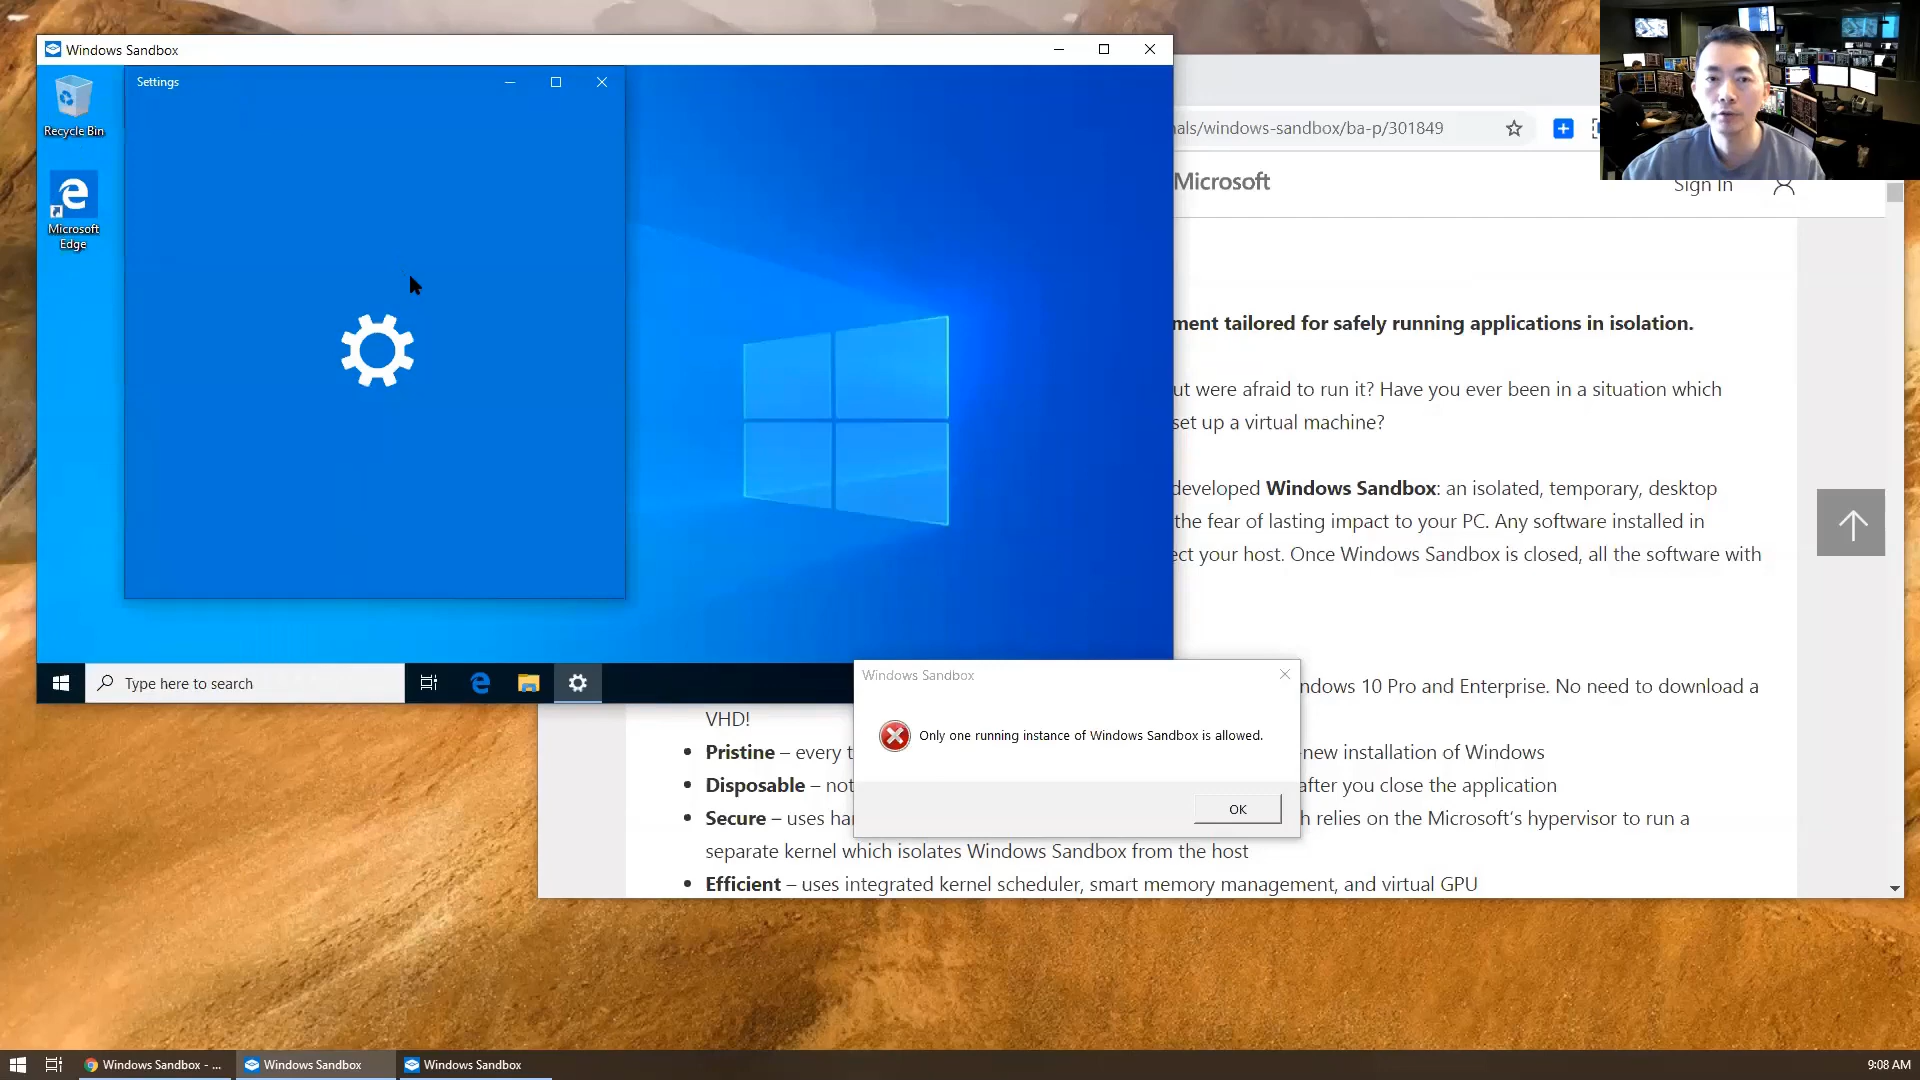 Windows Sandbox
Settings
Recycle Bin
Microsoft
Edge
Type here to search
als/windows-sandbox/ba-p/301849
Microsoft
Sign In
ment tailored for safely running applications in isolation.
ut were afraid to run it? Have you ever been in a situation which
set up a virtual machine?
developed Windows Sandbox: an isolated, temporary, desktop
the fear of lasting impact to your PC. Any software installed in
ect your host. Once Windows Sandbox is closed, all the software with
ndows 10 Pro and Enterprise. No need to download a
VHD!
Pristine – every t
-new installation of Windows
Disposable – not
after you close the application
Secure – uses har
h relies on the Microsoft's hypervisor to run a
separate kernel which isolates Windows Sandbox from the host
Efficient – uses integrated kernel scheduler, smart memory management, and virtual GPU
Windows Sandbox
Only one running instance of Windows Sandbox is allowed.
OK
Windows Sandbox - ...
Windows Sandbox
Windows Sandbox
9:08 AM